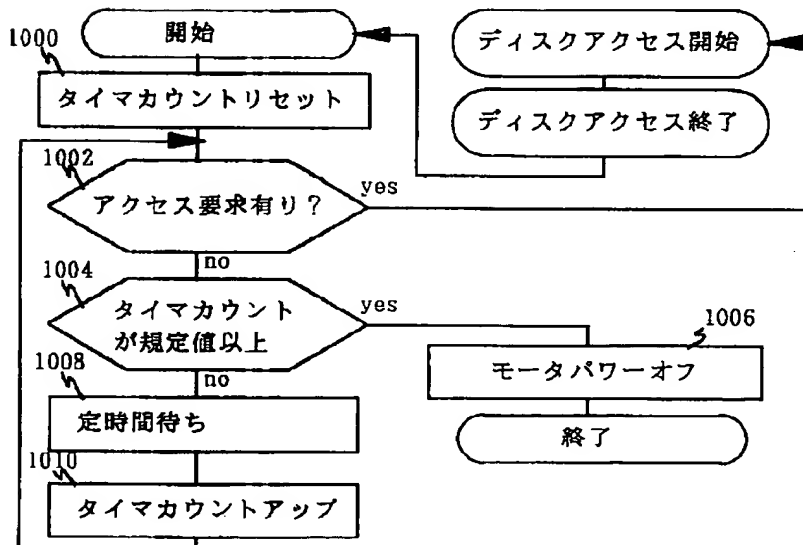 開始
1000
タイマカウントリセット
ディスクアクセス開始
ディスクアクセス終了
1002
アクセス要求有り？
yes
no
1004
タイマカウント
が規定値以上
yes
no
1006
モータパワーオフ
終了
1008
定時間待ち
1010
タイマカウントアップ